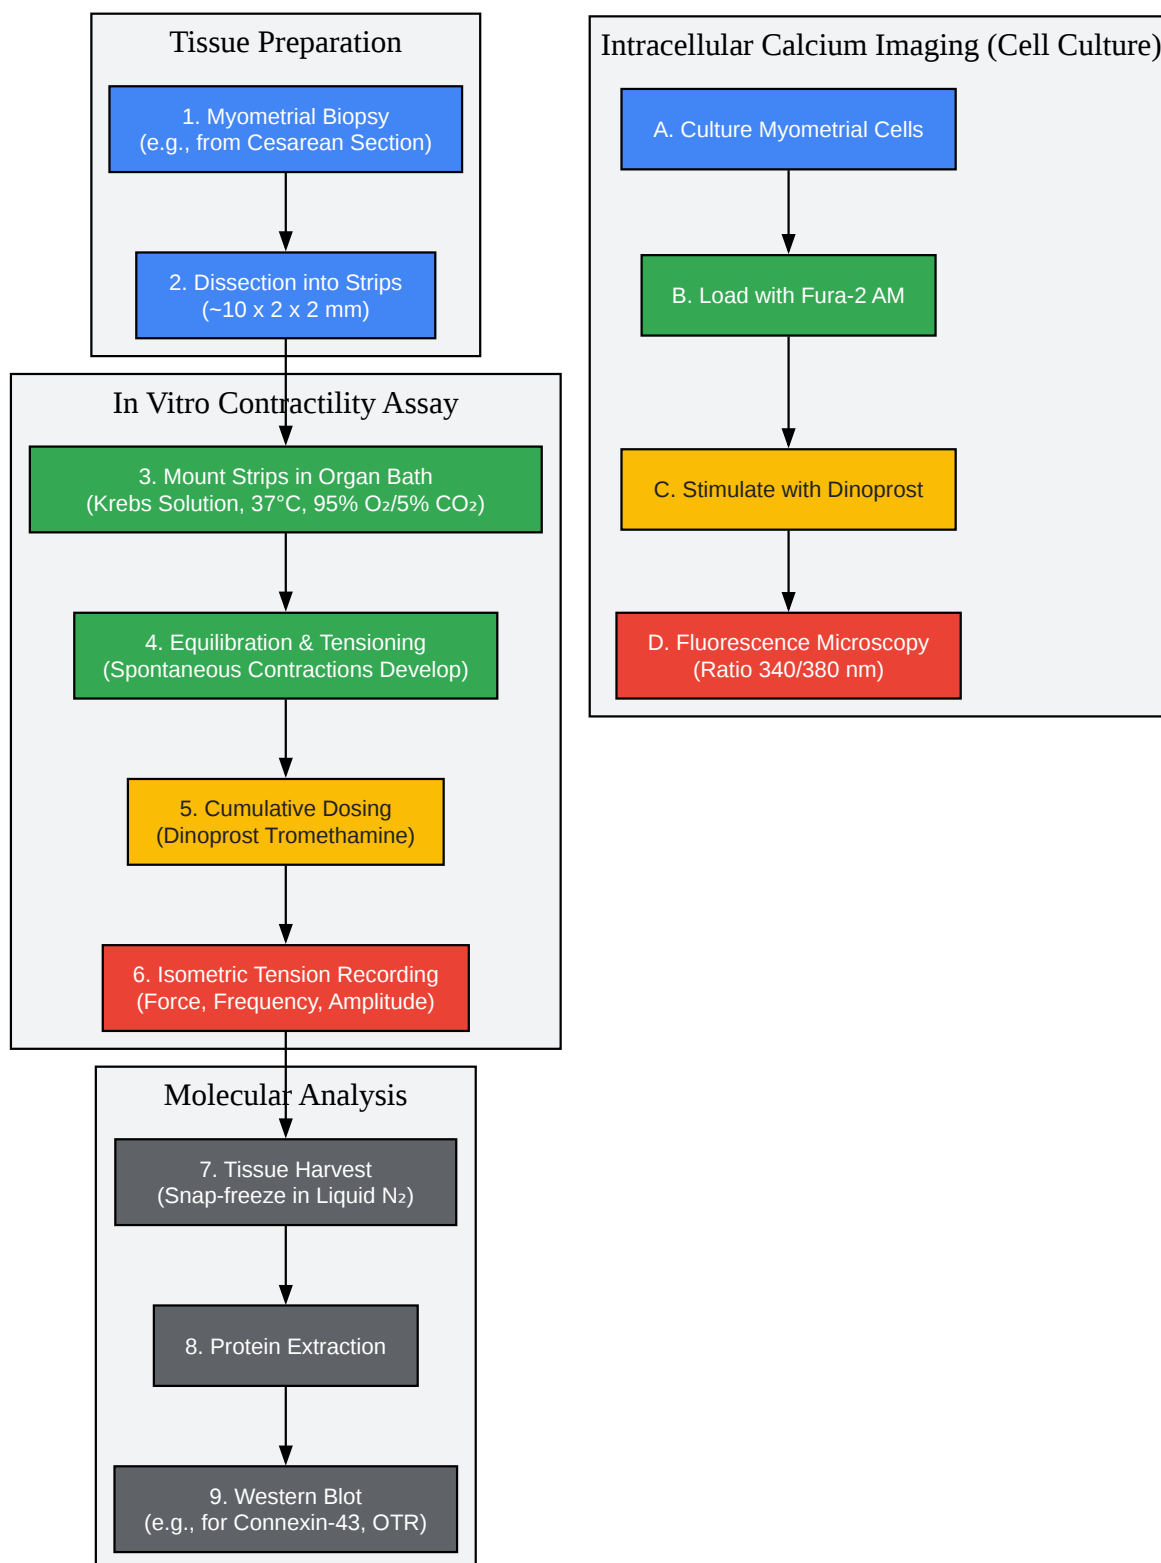 Tissue Preparation
1. Myometrial Biopsy
(e.g., from Cesarean Section)
2. Dissection into Strips
(~10 x 2 x 2 mm)
In Vitro Contractility Assay
3. Mount Strips in Organ Bath
(Krebs Solution, 37°C, 95% O₂/5% CO₂)
4. Equilibration & Tensioning
(Spontaneous Contractions Develop)
5. Cumulative Dosing
(Dinoprost Tromethamine)
6. Isometric Tension Recording
(Force, Frequency, Amplitude)
Molecular Analysis
7. Tissue Harvest
(Snap-freeze in Liquid N₂)
8. Protein Extraction
9. Western Blot
(e.g., for Connexin-43, OTR)
Intracellular Calcium Imaging (Cell Culture)
A. Culture Myometrial Cells
B. Load with Fura-2 AM
C. Stimulate with Dinoprost
D. Fluorescence Microscopy
(Ratio 340/380 nm)